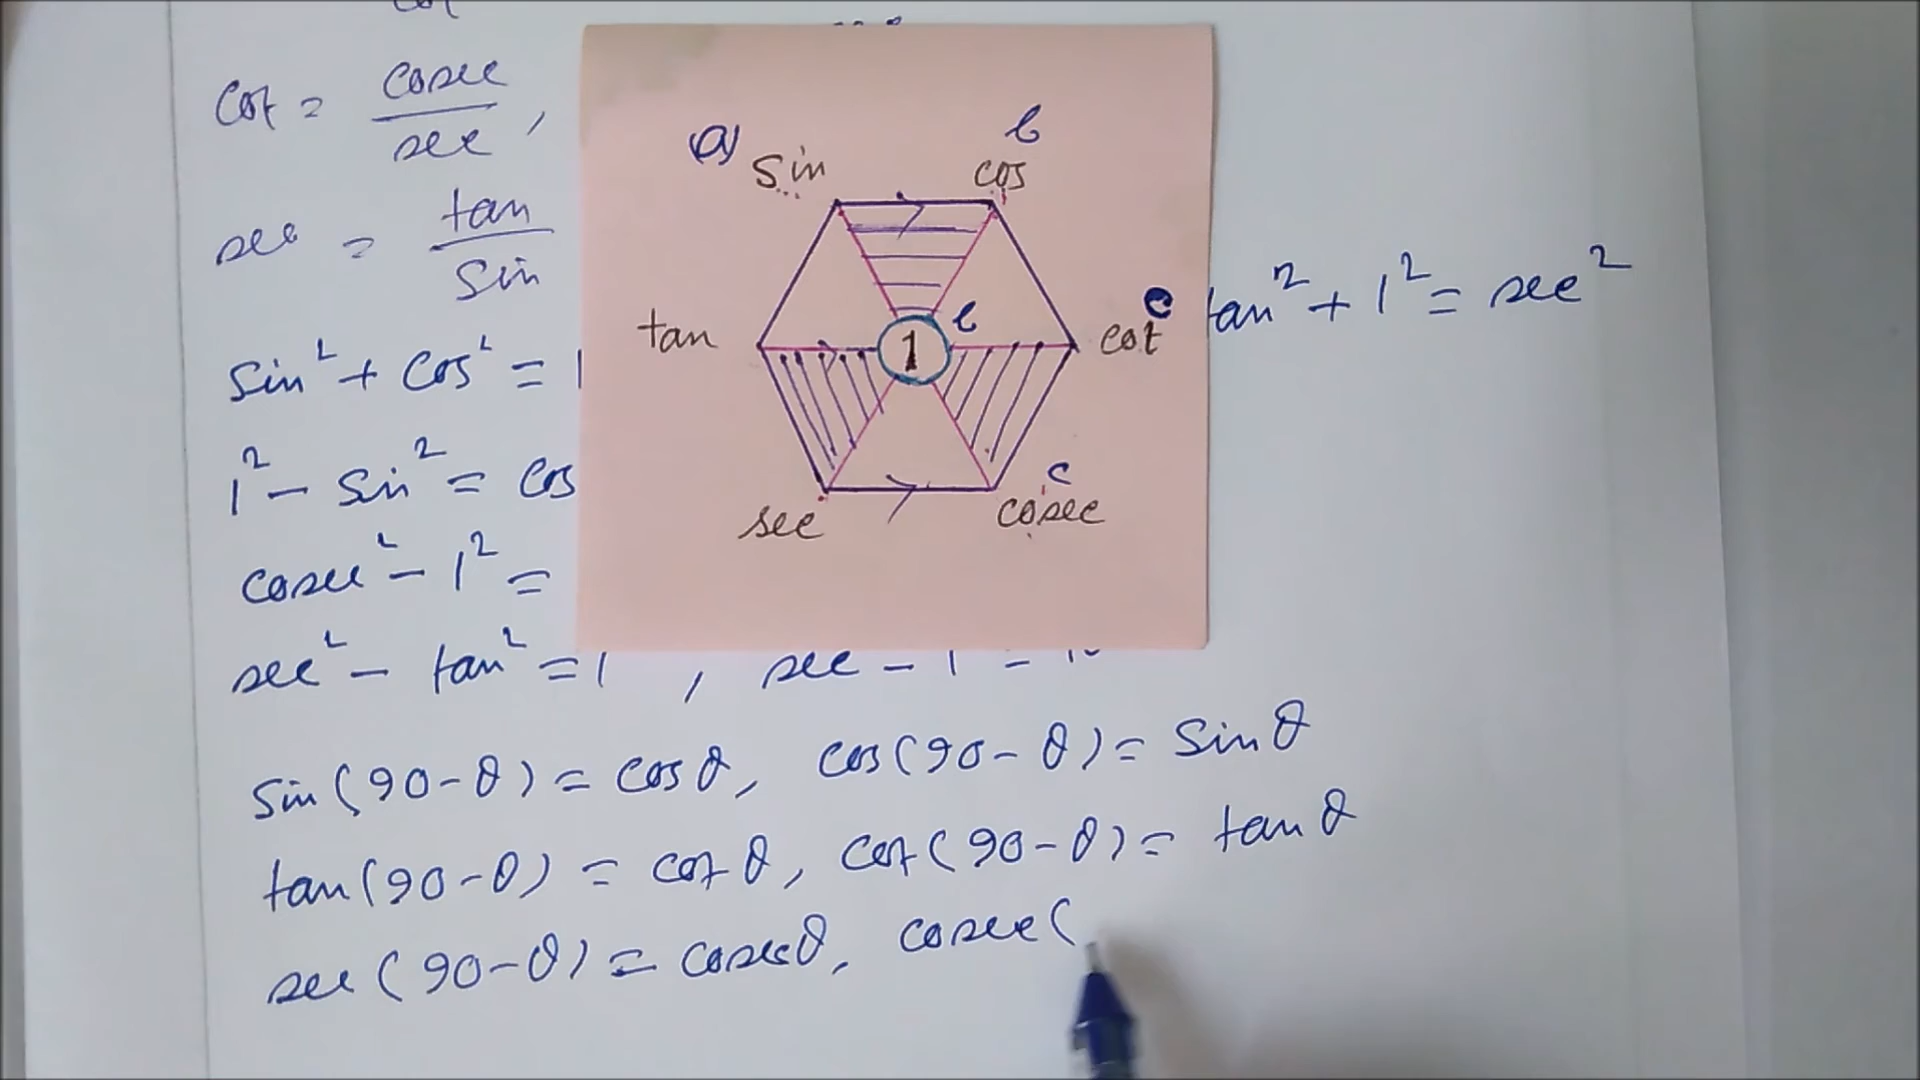 cot = cosec / sec ,
sec = tan / sin
sin² + cos² = 1
1² - sin² = cos
cosec² - 1² =
sec² - tan² = 1 , sec - 1 =
a) sin cos b
tan 1 b cot c
sec cosec c
tan² + 1² = sec²
sin(90-θ) = cosθ, cos(90-θ) = sinθ
tan(90-θ) = cotθ, cot(90-θ) = tanθ
sec(90-θ) = cosecθ, cosec(